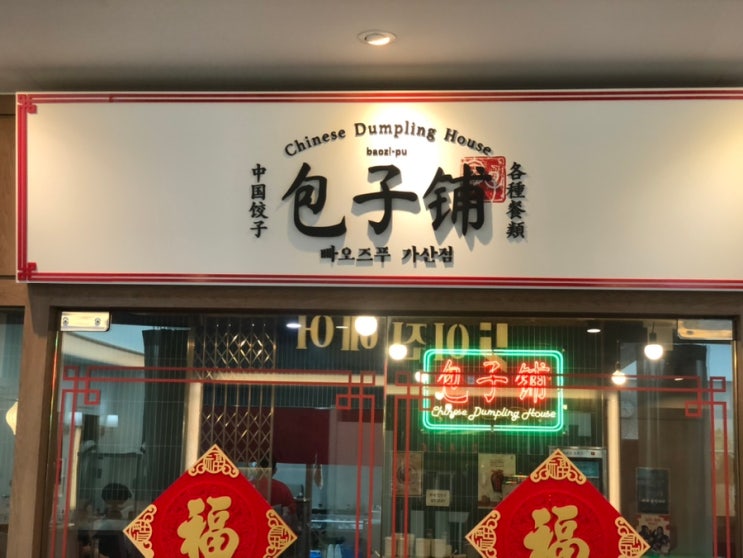 Chinese Dumpling House
baozi-pu
中国饺子
包子铺
各種餐類
빠오즈푸 가산점
包子铺
Chinese Dumpling House
福
福